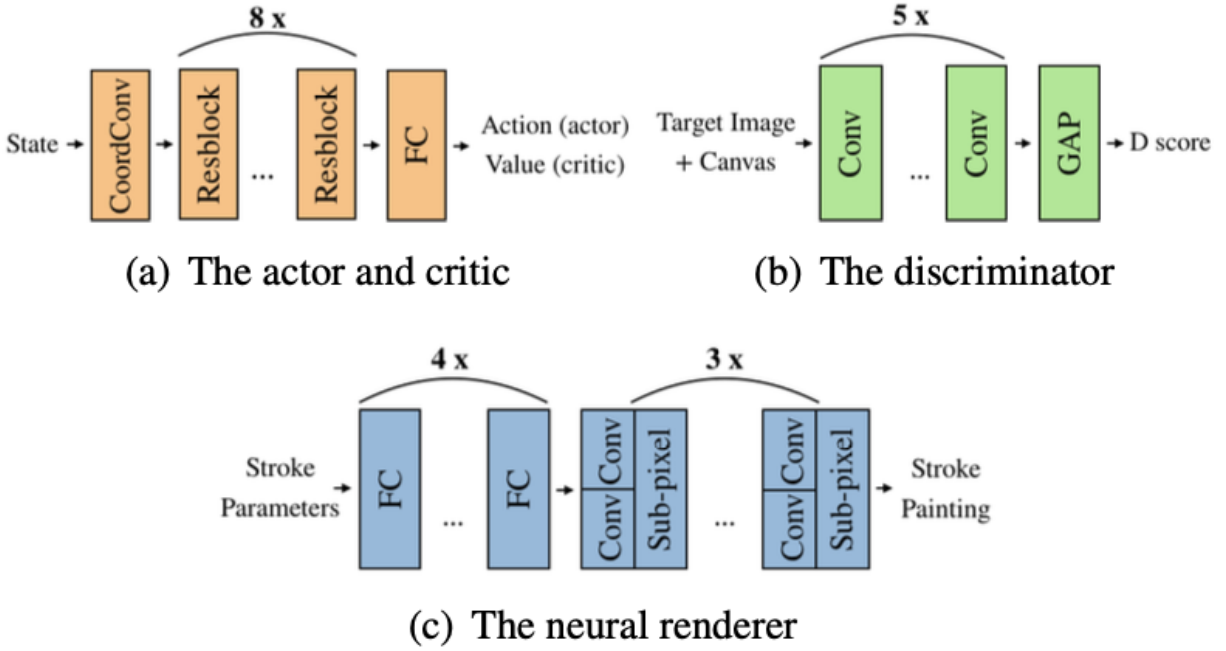 8 x
State
CoordConv
Resblock
...
Resblock
FC
Action (actor)
Value (critic)
(a) The actor and critic
5 x
Target Image
+ Canvas
Conv
...
Conv
GAP
D score
(b) The discriminator
4 x
3 x
Stroke
Parameters
FC
...
FC
Conv
Conv
Sub-pixel
...
Conv
Conv
Sub-pixel
Stroke
Painting
(c) The neural renderer